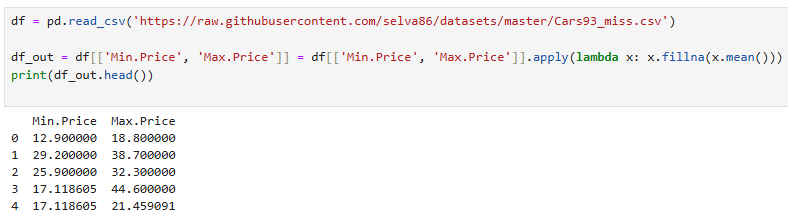 df = pd.read_csv('https://raw.githubusercontent.com/selva86/datasets/master/Cars93_miss.csv')
df_out = df[['Min.Price', 'Max.Price']] = df[['Min.Price', 'Max.Price']].apply(lambda x: x.fillna(x.mean()))
print(df_out.head())
Min.Price Max.Price
0 12.900000 18.800000
1 29.200000 38.700000
2 25.900000 32.300000
3 17.118605 44.600000
4 17.118605 21.459091